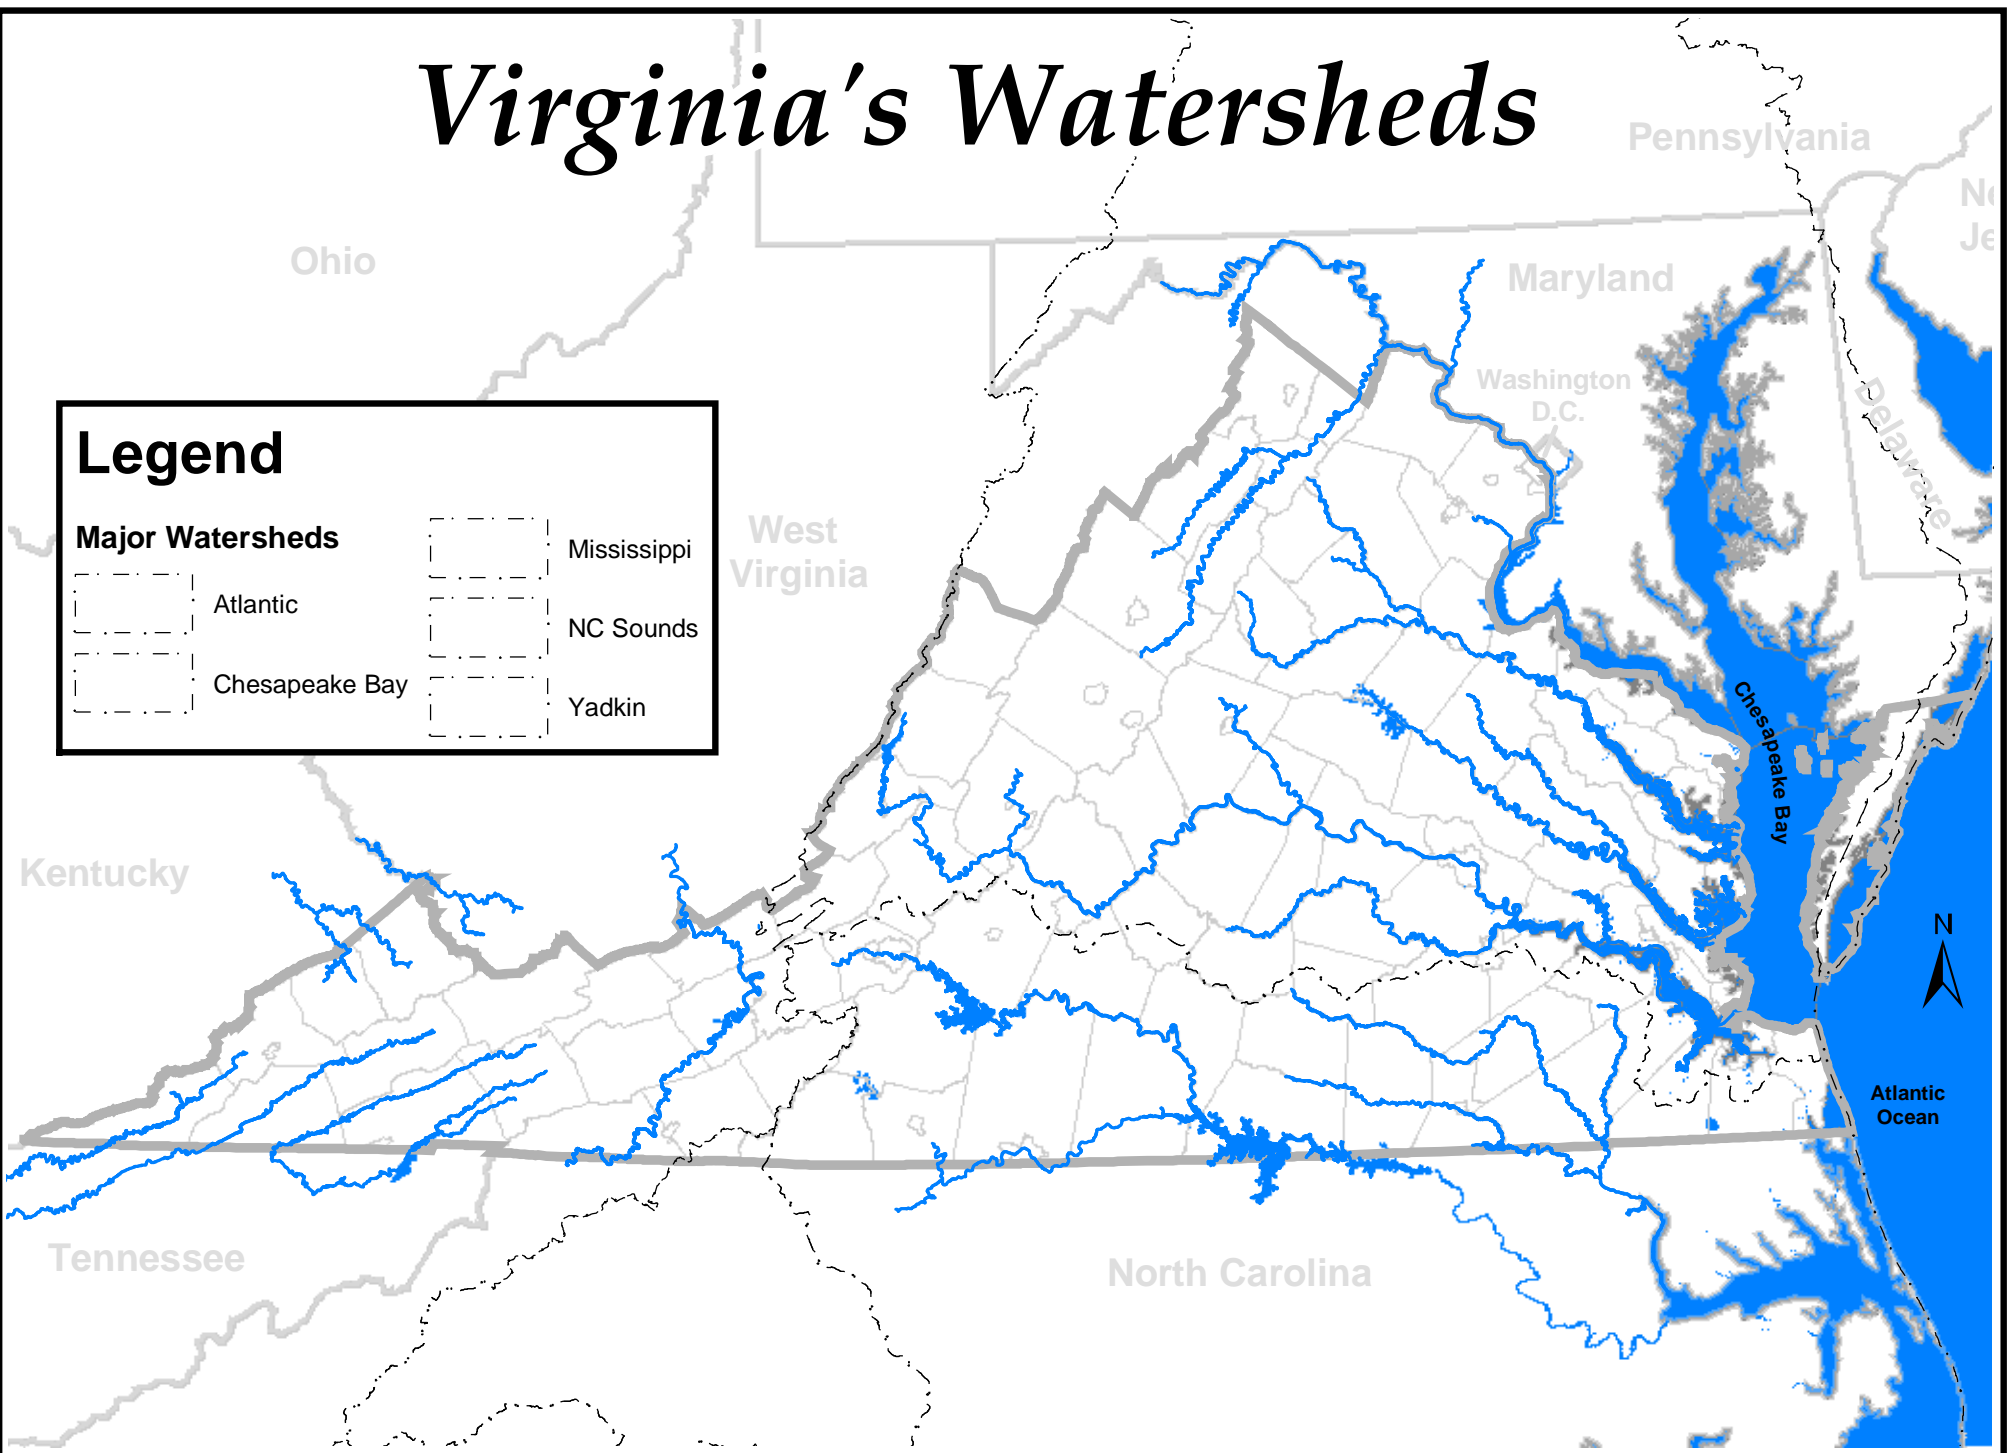 Virginia's Watersheds
Pennsylvania
Ohio
Maryland
Washington
D.C.
Delaware
Legend
Major Watersheds
Atlantic
Chesapeake Bay
Mississippi
NC Sounds
Yadkin
West
Virginia
Chesapeake Bay
Kentucky
N
Atlantic
Ocean
Tennessee
North Carolina